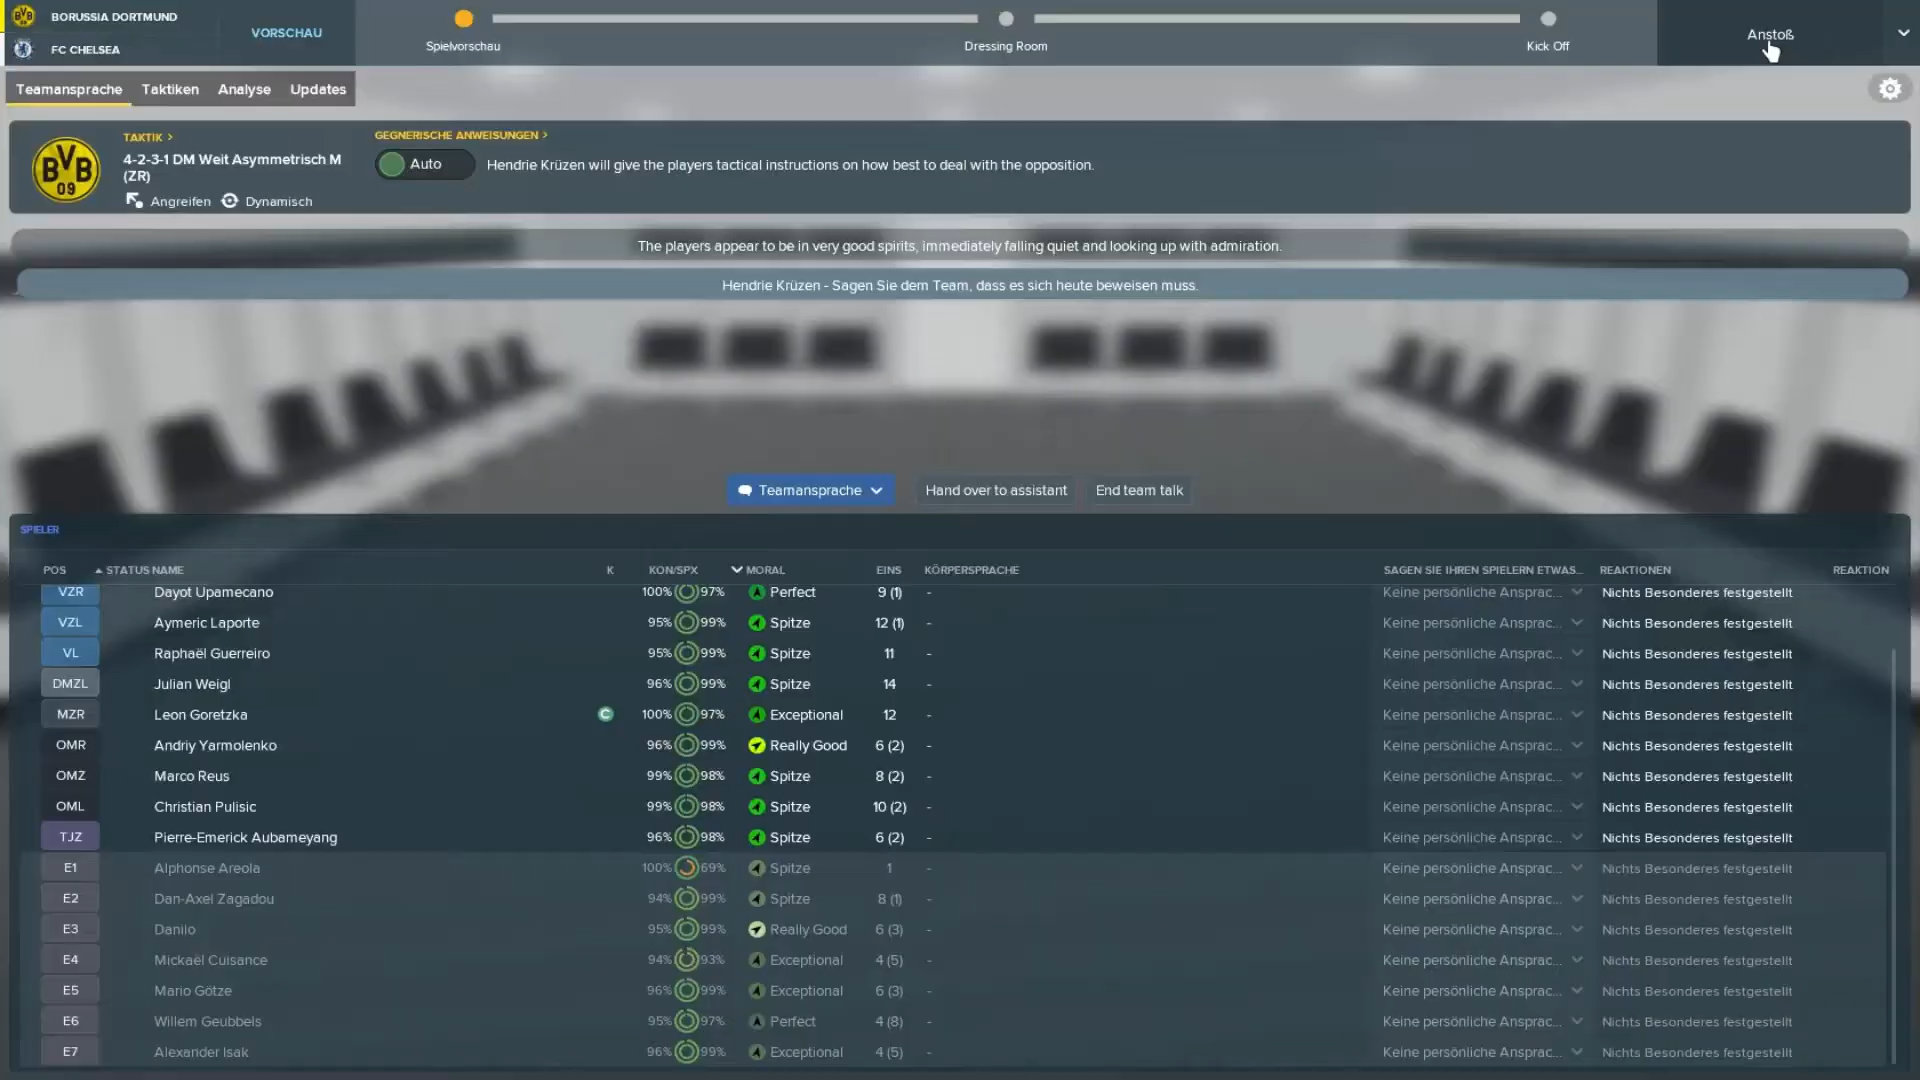 BORUSSIA DORTMUND
FC CHELSEA
VORSCHAU
Spielvorschau
Dressing Room
Kick Off
Anstoß
Teamansprache Taktiken Analyse Updates
BVB 09
TAKTIK >
4-2-3-1 DM Weit Asymmetrisch M (ZR)
Angreifen Dynamisch
GEGNERISCHE ANWEISUNGEN >
Auto Hendrie Krüzen will give the players tactical instructions on how best to deal with the opposition.
The players appear to be in very good spirits, immediately falling quiet and looking up with admiration.
Hendrie Krüzen - Sagen Sie dem Team, dass es sich heute beweisen muss.
Teamansprache Hand over to assistant End team talk
SPIELER
POS STATUS NAME K KON/SPX MORAL EINS KÖRPERSPRACHE SAGEN SIE IHREN SPIELERN ETWAS... REAKTIONEN REAKTION
VZR Dayot Upamecano 100% 97% Perfect 9 (1) - Keine persönliche Ansprac... Nichts Besonderes festgestellt
VZL Aymeric Laporte 95% 99% Spitze 12 (1) - Keine persönliche Ansprac... Nichts Besonderes festgestellt
VL Raphaël Guerreiro 95% 99% Spitze 11 - Keine persönliche Ansprac... Nichts Besonderes festgestellt
DMZL Julian Weigl 96% 99% Spitze 14 - Keine persönliche Ansprac... Nichts Besonderes festgestellt
MZR Leon Goretzka C 100% 97% Exceptional 12 - Keine persönliche Ansprac... Nichts Besonderes festgestellt
OMR Andriy Yarmolenko 96% 99% Really Good 6 (2) - Keine persönliche Ansprac... Nichts Besonderes festgestellt
OMZ Marco Reus 99% 98% Spitze 8 (2) - Keine persönliche Ansprac... Nichts Besonderes festgestellt
OML Christian Pulisic 99% 98% Spitze 10 (2) - Keine persönliche Ansprac... Nichts Besonderes festgestellt
TJZ Pierre-Emerick Aubameyang 96% 98% Spitze 6 (2) - Keine persönliche Ansprac... Nichts Besonderes festgestellt
E1 Alphonse Areola 100% 69% Spitze 1 - Keine persönliche Ansprac... Nichts Besonderes festgestellt
E2 Dan-Axel Zagadou 94% 99% Spitze 8 (1) - Keine persönliche Ansprac... Nichts Besonderes festgestellt
E3 Danilo 95% 99% Really Good 6 (3) - Keine persönliche Ansprac... Nichts Besonderes festgestellt
E4 Mickaël Cuisance 94% 93% Exceptional 4 (5) - Keine persönliche Ansprac... Nichts Besonderes festgestellt
E5 Mario Götze 96% 99% Exceptional 6 (3) - Keine persönliche Ansprac... Nichts Besonderes festgestellt
E6 Willem Geubbels 95% 97% Perfect 4 (8) - Keine persönliche Ansprac... Nichts Besonderes festgestellt
E7 Alexander Isak 96% 99% Exceptional 4 (5) - Keine persönliche Ansprac... Nichts Besonderes festgestellt